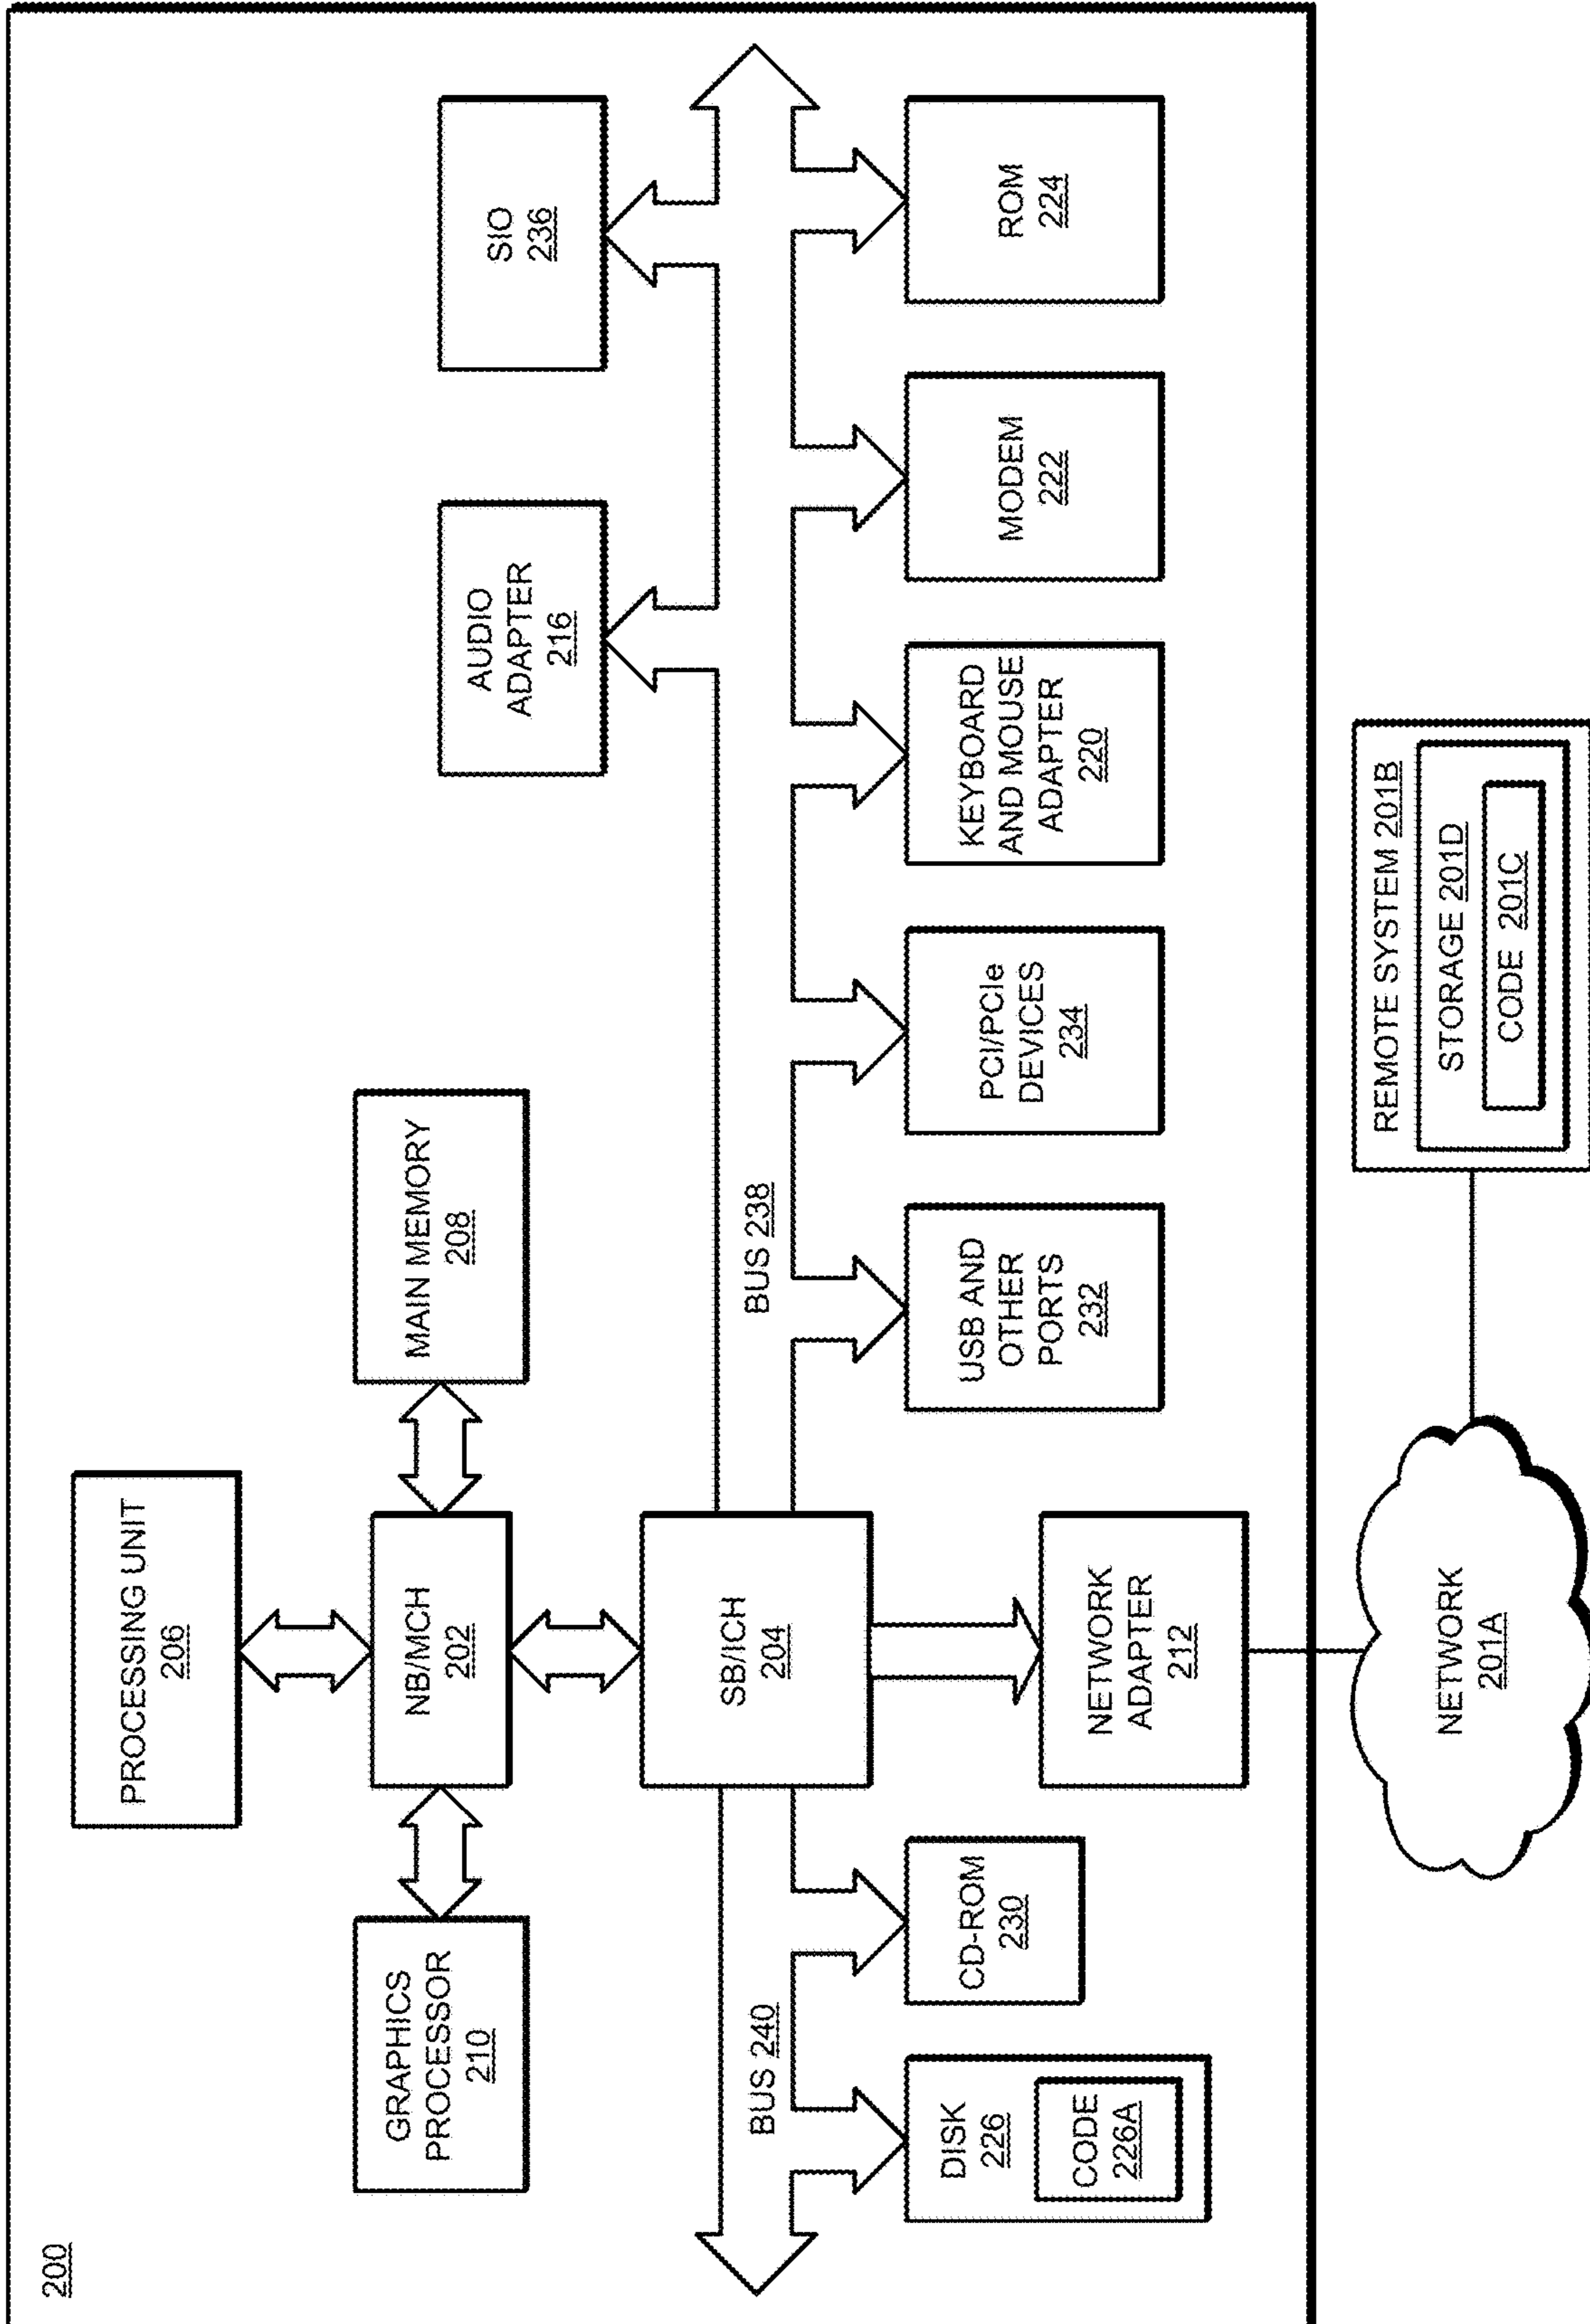 200
PROCESSING UNIT
206
GRAPHICS
PROCESSOR
210
NB/MCH
202
MAIN MEMORY
208
AUDIO
ADAPTER
216
SIO
236
SB/ICH
204
BUS 240
BUS 238
DISK
226
CODE
226A
CD-ROM
230
NETWORK
ADAPTER
212
USB AND
OTHER
PORTS
232
PCI/PCIe
DEVICES
234
KEYBOARD
AND MOUSE
ADAPTER
220
MODEM
222
ROM
224
NETWORK
201A
REMOTE SYSTEM 201B
STORAGE 201D
CODE 201C